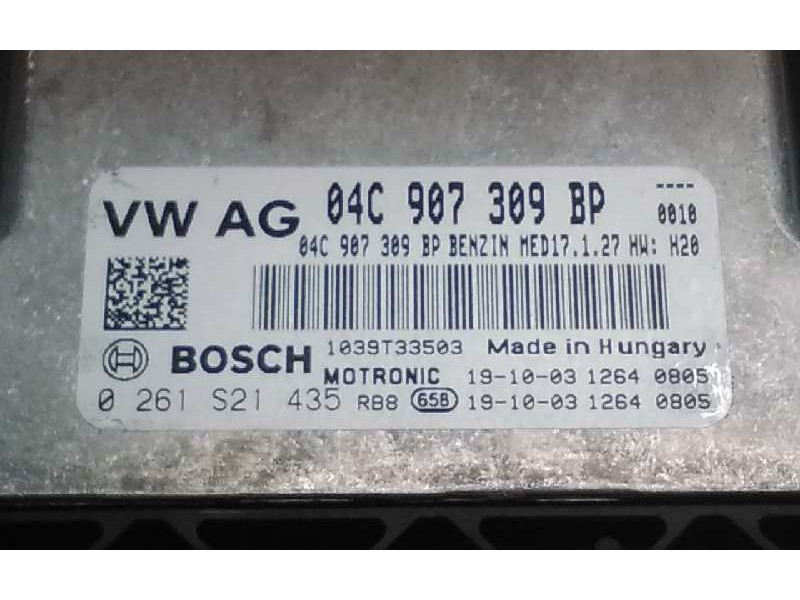 VW AG 04C 907 309 BP ----
0010
04C 907 309 BP BENZIN MED17.1.27 HW: H20
BOSCH 1039T33503 Made in Hungary
MOTRONIC 19-10-03 1264 0805
0 261 S21 435 RB8 65B 19-10-03 1264 0805